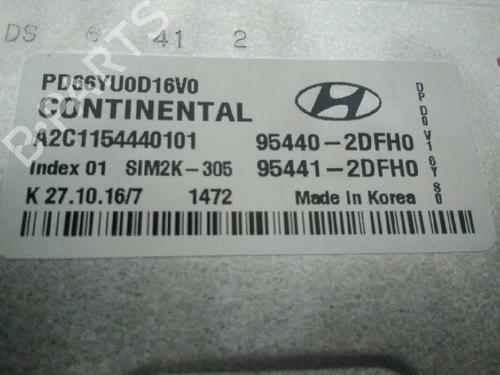 DS 6 41 2
PD66YU0D16V0
CONTINENTAL
A2C1154440101 95440-2DFH0
Index 01 SIM2K-305 95441-2DFH0
K 27.10.16/7 1472 Made in Korea
B PARTS